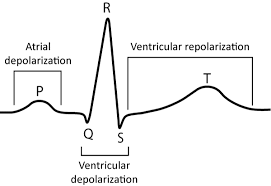 R
Atrial
depolarization
Ventricular repolarization
P
T
Q
S
Ventricular
depolarization